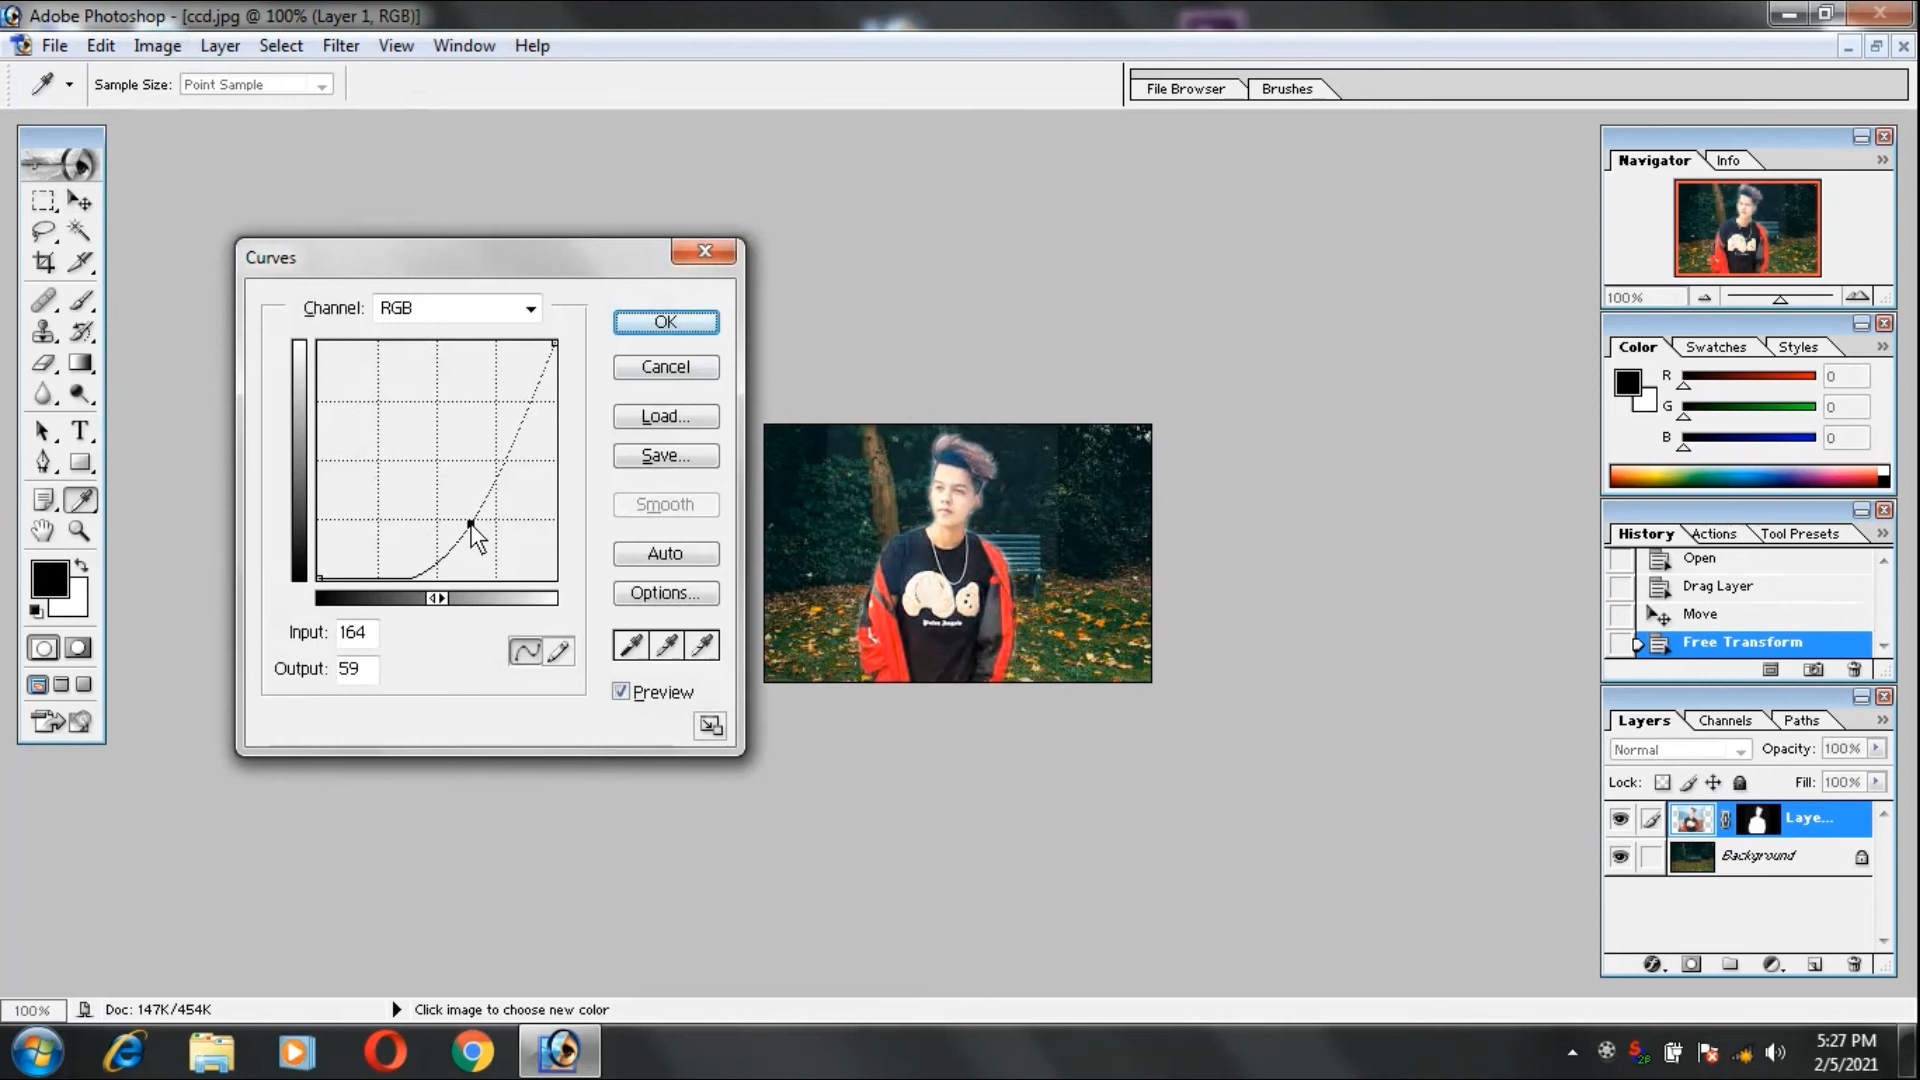 Adobe Photoshop - [ccd.jpg @ 100% (Layer 1, RGB)]
File Edit Image Layer Select Filter View Window Help
Sample Size: Point Sample
File Browser Brushes
Navigator Info
100%
Color Swatches Styles
R 0
G 0
B 0
History Actions Tool Presets
Open
Drag Layer
Move
Free Transform
Layers Channels Paths
Normal Opacity: 100%
Lock: Fill: 100%
Laye...
Background
Curves
Channel: RGB
OK
Cancel
Load...
Save...
Smooth
Auto
Options...
Input: 164
Output: 59
Preview
Palm Angels
100% Doc: 147K/454K Click image to choose new color
5:27 PM
2/5/2021